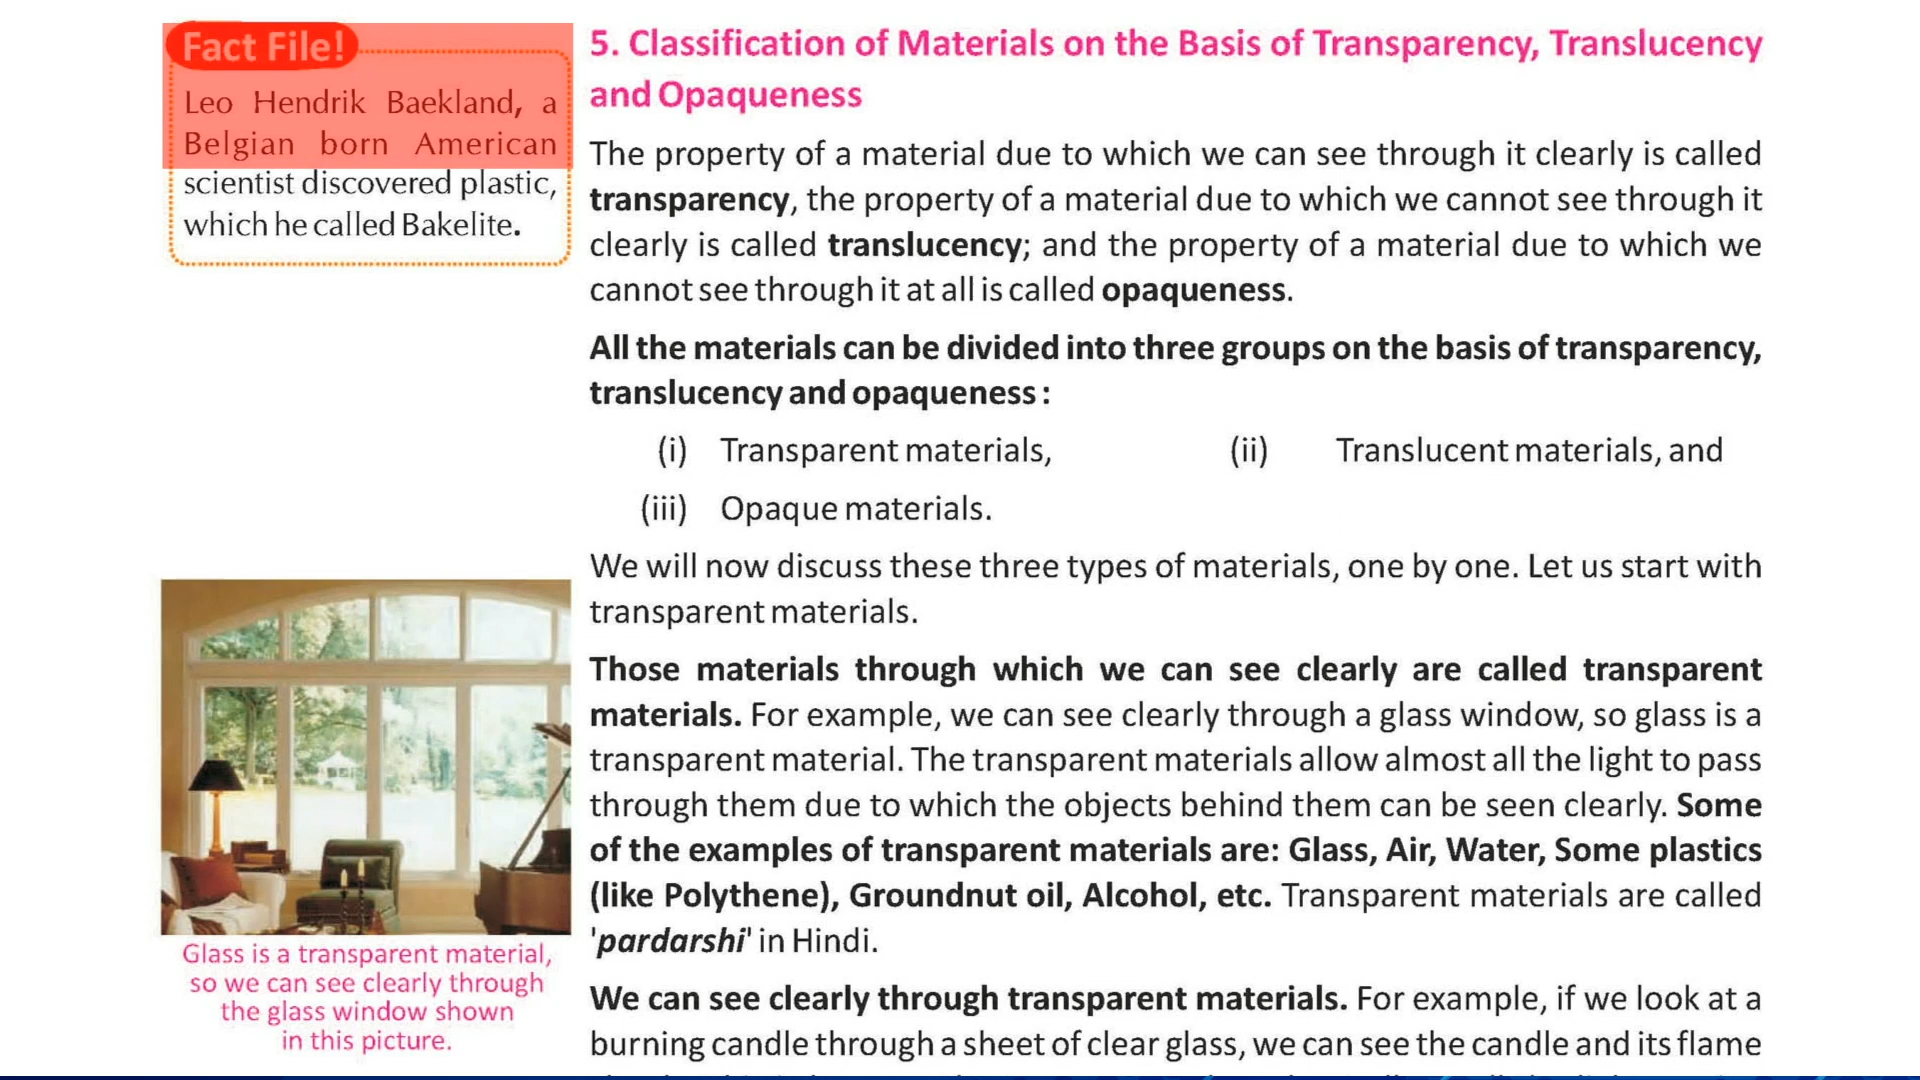 Fact File!
Leo Hendrik Baekland, a
Belgian born American
scientist discovered plastic,
which he called Bakelite.
5. Classification of Materials on the Basis of Transparency, Translucency
and Opaqueness
The property of a material due to which we can see through it clearly is called
transparency, the property of a material due to which we cannot see through it
clearly is called translucency; and the property of a material due to which we
cannot see through it at all is called opaqueness.
All the materials can be divided into three groups on the basis of transparency,
translucency and opaqueness :
(i) Transparent materials, (ii) Translucent materials, and
(iii) Opaque materials.
We will now discuss these three types of materials, one by one. Let us start with
transparent materials.
Those materials through which we can see clearly are called transparent
materials. For example, we can see clearly through a glass window, so glass is a
transparent material. The transparent materials allow almost all the light to pass
through them due to which the objects behind them can be seen clearly. Some
of the examples of transparent materials are: Glass, Air, Water, Some plastics
(like Polythene), Groundnut oil, Alcohol, etc. Transparent materials are called
'pardarshi' in Hindi.
We can see clearly through transparent materials. For example, if we look at a
burning candle through a sheet of clear glass, we can see the candle and its flame
Glass is a transparent material,
so we can see clearly through
the glass window shown
in this picture.